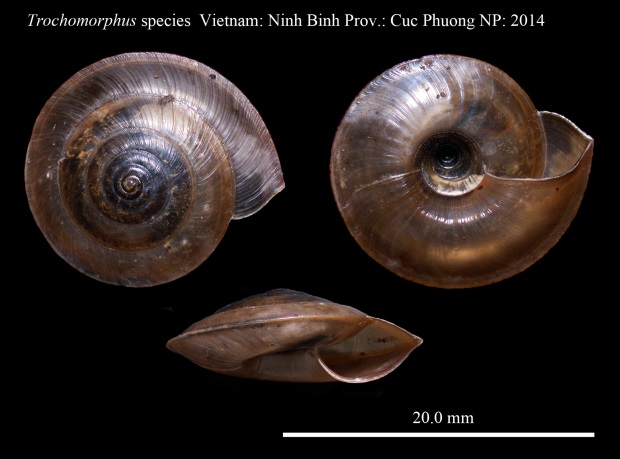 Trochomorphus species Vietnam: Ninh Binh Prov.: Cuc Phuong NP: 2014
20.0 mm